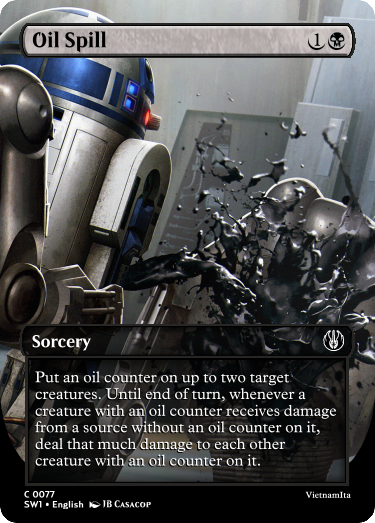 Oil Spill 1
Sorcery
Put an oil counter on up to two target
creatures. Until end of turn, whenever a
creature with an oil counter receives damage
from a source without an oil counter on it,
deal that much damage to each other
creature with an oil counter on it.
C 0077
SW1 • English JB Casacop
VietnamIta